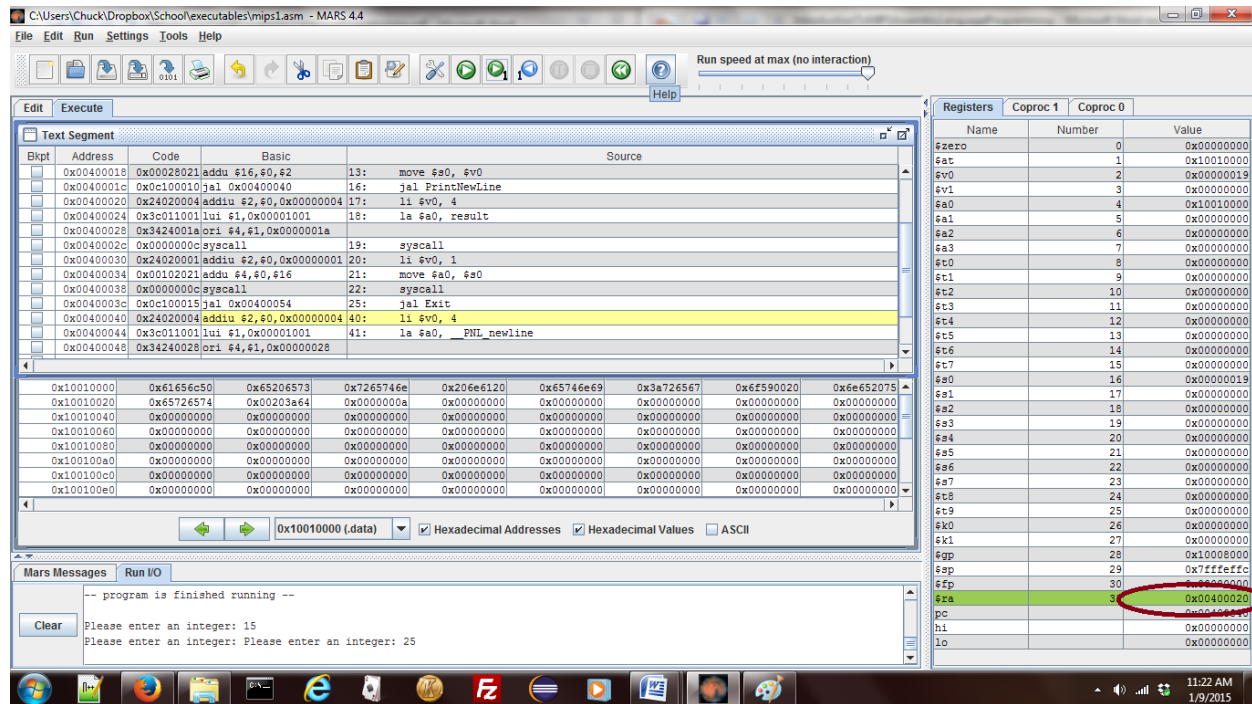 C:\Users\Chuck\Dropbox\School\executables\mips1.asm - MARS 4.4
File Edit Run Settings Tools Help
Run speed at max (no interaction)
Help
Edit Execute
Text Segment
Bkpt Address Code Basic Source
0x00400018 0x00028021 addu $16,$0,$2 13: move $s0, $v0
0x0040001c 0x0c100010 jal 0x00400040 16: jal PrintNewLine
0x00400020 0x24020004 addiu $2,$0,0x00000004 17: li $v0, 4
0x00400024 0x3c011001 lui $1,0x00001001 18: la $a0, result
0x00400028 0x3424001a ori $4,$1,0x0000001a
0x0040002c 0x0000000c syscall 19: syscall
0x00400030 0x24020001 addiu $2,$0,0x00000001 20: li $v0, 1
0x00400034 0x00102021 addu $4,$0,$16 21: move $a0, $s0
0x00400038 0x0000000c syscall 22: syscall
0x0040003c 0x0c100015 jal 0x00400054 25: jal Exit
0x00400040 0x24020004 addiu $2,$0,0x00000004 40: li $v0, 4
0x00400044 0x3c011001 lui $1,0x00001001 41: la $a0, __PNL_newline
0x00400048 0x34240028 ori $4,$1,0x00000028
0x10010000 0x61656c50 0x65206573 0x7265746e 0x206e6120 0x65746e69 0x3a726567 0x6f590020 0x6e652075
0x10010020 0x65726574 0x00203a64 0x0000000a 0x00000000 0x00000000 0x00000000 0x00000000 0x00000000
0x10010040 0x00000000 0x00000000 0x00000000 0x00000000 0x00000000 0x00000000 0x00000000 0x00000000
0x10010060 0x00000000 0x00000000 0x00000000 0x00000000 0x00000000 0x00000000 0x00000000 0x00000000
0x10010080 0x00000000 0x00000000 0x00000000 0x00000000 0x00000000 0x00000000 0x00000000 0x00000000
0x100100a0 0x00000000 0x00000000 0x00000000 0x00000000 0x00000000 0x00000000 0x00000000 0x00000000
0x100100c0 0x00000000 0x00000000 0x00000000 0x00000000 0x00000000 0x00000000 0x00000000 0x00000000
0x100100e0 0x00000000 0x00000000 0x00000000 0x00000000 0x00000000 0x00000000 0x00000000 0x00000000
0x10010000 (.data) Hexadecimal Addresses Hexadecimal Values ASCII
Mars Messages Run I/O
Clear
-- program is finished running --
Please enter an integer: 15
Please enter an integer: Please enter an integer: 25
Registers Coproc 1 Coproc 0
Name Number Value
$zero 0 0x00000000
$at 1 0x10010000
$v0 2 0x00000019
$v1 3 0x00000000
$a0 4 0x10010000
$a1 5 0x00000000
$a2 6 0x00000000
$a3 7 0x00000000
$t0 8 0x00000000
$t1 9 0x00000000
$t2 10 0x00000000
$t3 11 0x00000000
$t4 12 0x00000000
$t5 13 0x00000000
$t6 14 0x00000000
$t7 15 0x00000000
$s0 16 0x00000019
$s1 17 0x00000000
$s2 18 0x00000000
$s3 19 0x00000000
$s4 20 0x00000000
$s5 21 0x00000000
$s6 22 0x00000000
$s7 23 0x00000000
$t8 24 0x00000000
$t9 25 0x00000000
$k0 26 0x00000000
$k1 27 0x00000000
$gp 28 0x10008000
$sp 29 0x7fffeffc
$fp 30 0x00000000
$ra 0x00400020
pc
hi 0x00000000
lo 0x00000000
11:22 AM
1/9/2015